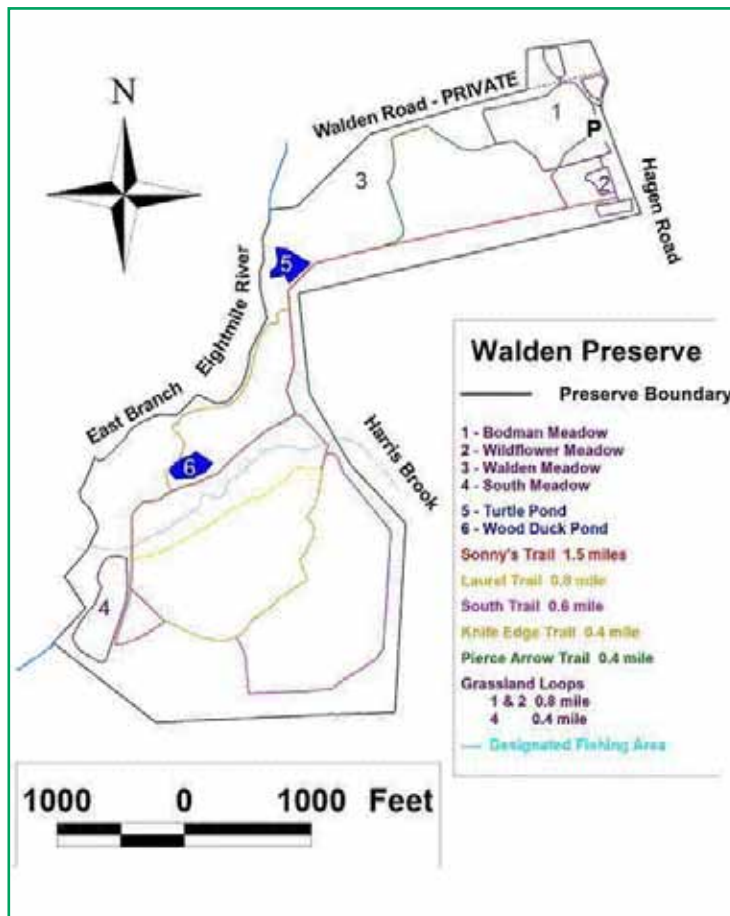 N
Walden Road - PRIVATE
1
P
2
3
Hagen Road
5
Eightmile River
East Branch
6
Harris Brook
4
Walden Preserve
Preserve Boundary
1 - Bodman Meadow
2 - Wildflower Meadow
3 - Walden Meadow
4 - South Meadow
5 - Turtle Pond
6 - Wood Duck Pond
Sonny's Trail 1.5 miles
Laurel Trail 0.8 mile
South Trail 0.6 mile
Knife Edge Trail 0.4 mile
Pierce Arrow Trail 0.4 mile
Grassland Loops
1 & 2 0.8 mile
4 0.4 mile
Designated Fishing Area
1000 0 1000 Feet